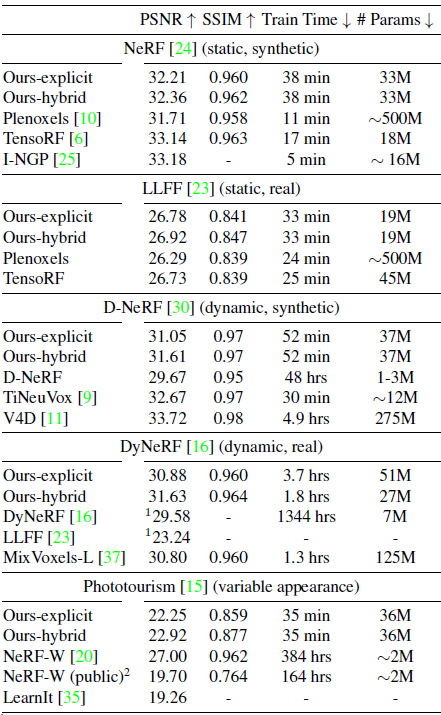 PSNR ↑ SSIM ↑ Train Time ↓ # Params ↓
NeRF [24] (static, synthetic)
Ours-explicit 32.21 0.960 38 min 33M
Ours-hybrid 32.36 0.962 38 min 33M
Plenoxels [10] 31.71 0.958 11 min ∼500M
TensoRF [6] 33.14 0.963 17 min 18M
I-NGP [25] 33.18 - 5 min ∼ 16M
LLFF [23] (static, real)
Ours-explicit 26.78 0.841 33 min 19M
Ours-hybrid 26.92 0.847 33 min 19M
Plenoxels 26.29 0.839 24 min ∼500M
TensoRF 26.73 0.839 25 min 45M
D-NeRF [30] (dynamic, synthetic)
Ours-explicit 31.05 0.97 52 min 37M
Ours-hybrid 31.61 0.97 52 min 37M
D-NeRF 29.67 0.95 48 hrs 1-3M
TiNeuVox [9] 32.67 0.97 30 min ∼12M
V4D [11] 33.72 0.98 4.9 hrs 275M
DyNeRF [16] (dynamic, real)
Ours-explicit 30.88 0.960 3.7 hrs 51M
Ours-hybrid 31.63 0.964 1.8 hrs 27M
DyNeRF [16] ¹29.58 - 1344 hrs 7M
LLFF [23] ¹23.24 - - -
MixVoxels-L [37] 30.80 0.960 1.3 hrs 125M
Phototourism [15] (variable appearance)
Ours-explicit 22.25 0.859 35 min 36M
Ours-hybrid 22.92 0.877 35 min 36M
NeRF-W [20] 27.00 0.962 384 hrs ∼2M
NeRF-W (public)² 19.70 0.764 164 hrs ∼2M
LearnIt [35] 19.26 - - -